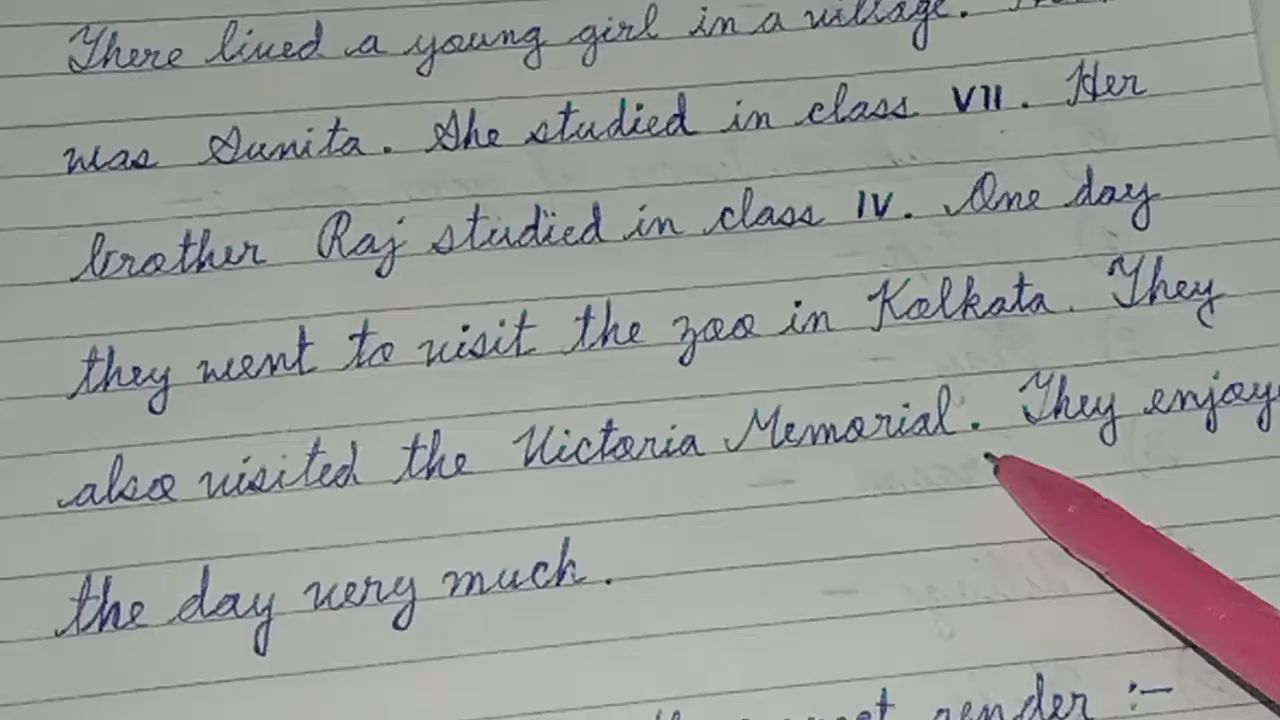 There lived a young girl in a village.
was Sunita. She studied in class VII. Her
brother Raj studied in class IV. One day
they went to visit the zoo in Kolkata. They
also visited the Victoria Memorial. They enjoy
the day very much.
gender :-